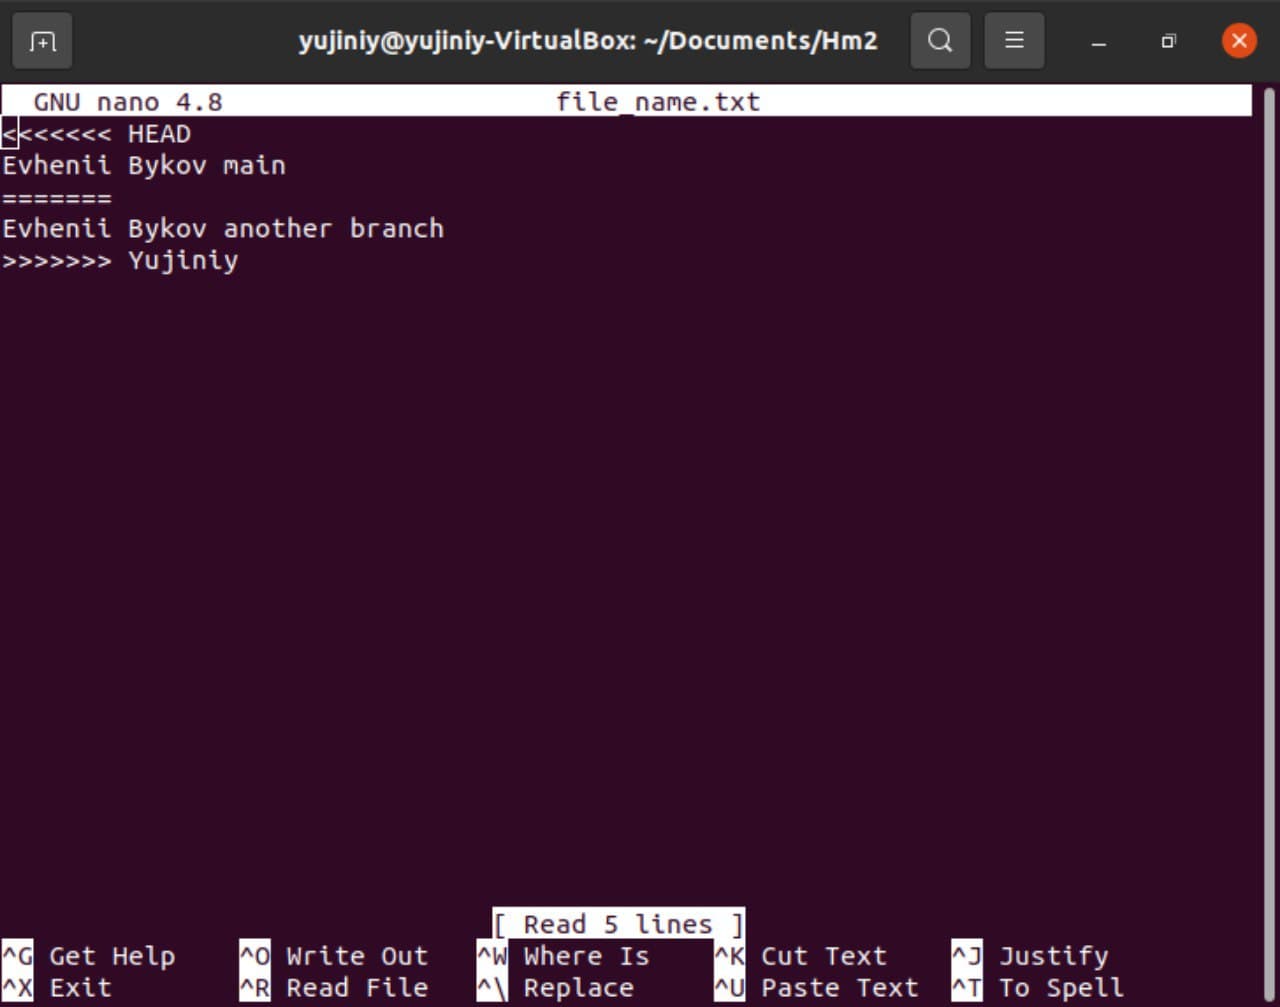 yujiniy@yujiniy-VirtualBox: ~/Documents/Hm2
GNU nano 4.8 file_name.txt
<<<<<<< HEAD
Evhenii Bykov main
=======
Evhenii Bykov another branch
>>>>>>> Yujiniy
[ Read 5 lines ]
^G Get Help ^O Write Out ^W Where Is ^K Cut Text ^J Justify
^X Exit ^R Read File ^\ Replace ^U Paste Text ^T To Spell